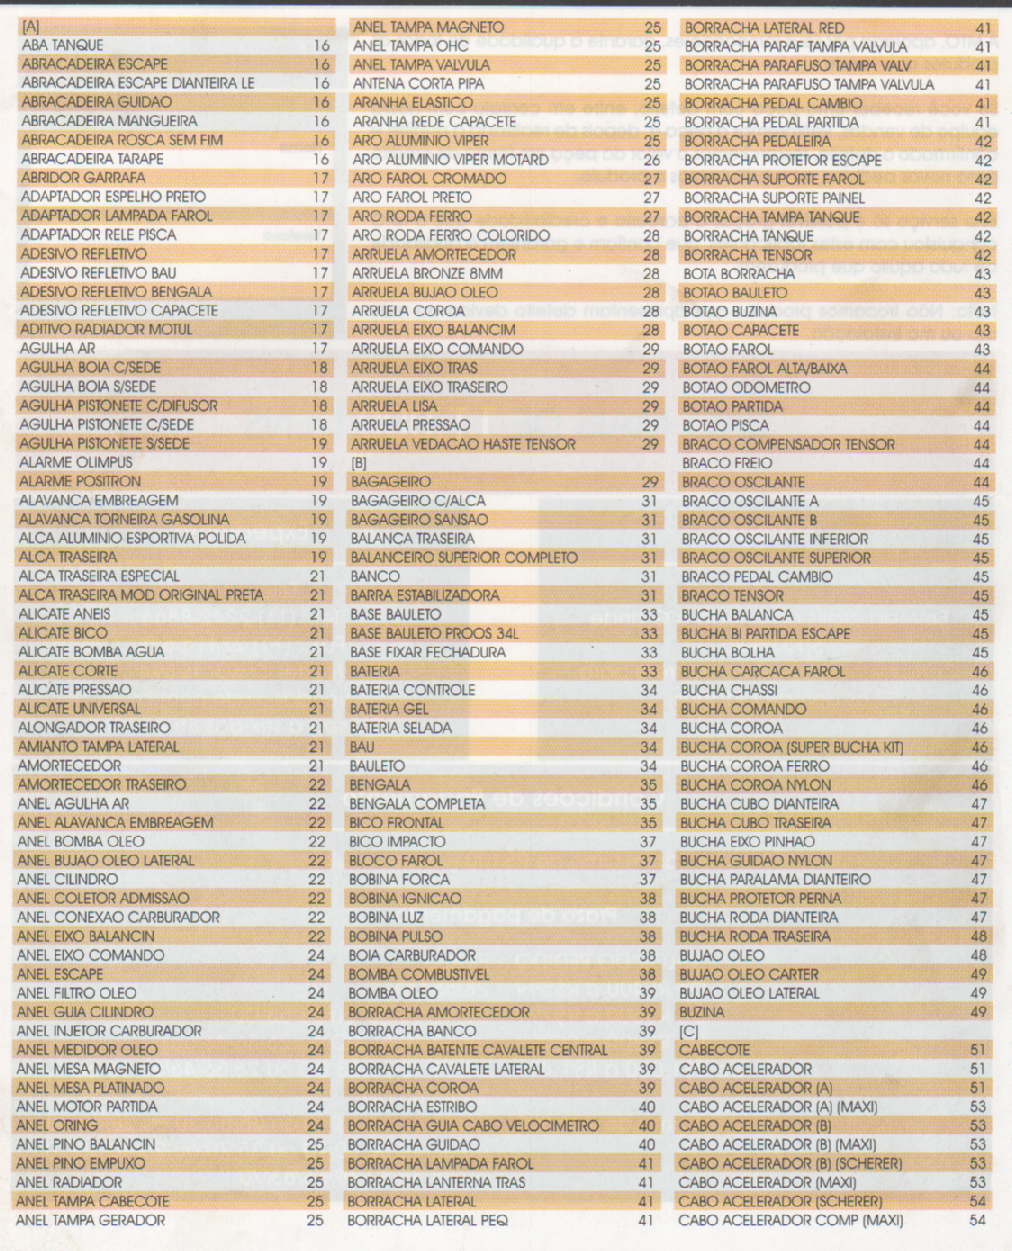 [A]
ABA TANQUE 16
ABRACADEIRA ESCAPE 16
ABRACADEIRA ESCAPE DIANTEIRA LE 16
ABRACADEIRA GUIDAO 16
ABRACADEIRA MANGUEIRA 16
ABRACADEIRA ROSCA SEM FIM 16
ABRACADEIRA TARAPE 16
ABRIDOR GARRAFA 17
ADAPTADOR ESPELHO PRETO 17
ADAPTADOR LAMPADA FAROL 17
ADAPTADOR RELE PISCA 17
ADESIVO REFLETIVO 17
ADESIVO REFLETIVO BAU 17
ADESIVO REFLETIVO BENGALA 17
ADESIVO REFLETIVO CAPACETE 17
ADITIVO RADIADOR MOTUL 17
AGULHA AR 17
AGULHA BOIA C/SEDE 18
AGULHA BOIA S/SEDE 18
AGULHA PISTONETE C/DIFUSOR 18
AGULHA PISTONETE C/SEDE 18
AGULHA PISTONETE S/SEDE 19
ALARME OLIMPUS 19
ALARME POSITRON 19
ALAVANCA EMBREAGEM 19
ALAVANCA TORNEIRA GASOLINA 19
ALCA ALUMINIO ESPORTIVA POLIDA 19
ALCA TRASEIRA 19
ALCA TRASEIRA ESPECIAL 21
ALCA TRASEIRA MOD ORIGINAL PRETA 21
ALICATE ANEIS 21
ALICATE BICO 21
ALICATE BOMBA AGUA 21
ALICATE CORTE 21
ALICATE PRESSAO 21
ALICATE UNIVERSAL 21
ALONGADOR TRASEIRO 21
AMIANTO TAMPA LATERAL 21
AMORTECEDOR 21
AMORTECEDOR TRASEIRO 22
ANEL AGULHA AR 22
ANEL ALAVANCA EMBREAGEM 22
ANEL BOMBA OLEO 22
ANEL BUJAO OLEO LATERAL 22
ANEL CILINDRO 22
ANEL COLETOR ADMISSAO 22
ANEL CONEXAO CARBURADOR 22
ANEL EIXO BALANCIN 22
ANEL EIXO COMANDO 24
ANEL ESCAPE 24
ANEL FILTRO OLEO 24
ANEL GUIA CILINDRO 24
ANEL INJETOR CARBURADOR 24
ANEL MEDIDOR OLEO 24
ANEL MESA MAGNETO 24
ANEL MESA PLATINADO 24
ANEL MOTOR PARTIDA 24
ANEL ORING 24
ANEL PINO BALANCIN 25
ANEL PINO EMPUXO 25
ANEL RADIADOR 25
ANEL TAMPA CABECOTE 25
ANEL TAMPA GERADOR 25
ANEL TAMPA MAGNETO 25
ANEL TAMPA OHC 25
ANEL TAMPA VALVULA 25
ANTENA CORTA PIPA 25
ARANHA ELASTICO 25
ARANHA REDE CAPACETE 25
ARO ALUMINIO VIPER 25
ARO ALUMINIO VIPER MOTARD 26
ARO FAROL CROMADO 27
ARO FAROL PRETO 27
ARO RODA FERRO 27
ARO RODA FERRO COLORIDO 28
ARRUELA AMORTECEDOR 28
ARRUELA BRONZE 8MM 28
ARRUELA BUJAO OLEO 28
ARRUELA COROA 28
ARRUELA EIXO BALANCIM 28
ARRUELA EIXO COMANDO 29
ARRUELA EIXO TRAS 29
ARRUELA EIXO TRASEIRO 29
ARRUELA LISA 29
ARRUELA PRESSAO 29
ARRUELA VEDACAO HASTE TENSOR 29
[B]
BAGAGEIRO 29
BAGAGEIRO C/ALCA 31
BAGAGEIRO SANSAO 31
BALANCA TRASEIRA 31
BALANCEIRO SUPERIOR COMPLETO 31
BANCO 31
BARRA ESTABILIZADORA 31
BASE BAULETO 33
BASE BAULETO PROOS 34L 33
BASE FIXAR FECHADURA 33
BATERIA 33
BATERIA CONTROLE 34
BATERIA GEL 34
BATERIA SELADA 34
BAU 34
BAULETO 34
BENGALA 35
BENGALA COMPLETA 35
BICO FRONTAL 35
BICO IMPACTO 37
BLOCO FAROL 37
BOBINA FORCA 37
BOBINA IGNICAO 38
BOBINA LUZ 38
BOBINA PULSO 38
BOIA CARBURADOR 38
BOMBA COMBUSTIVEL 38
BOMBA OLEO 39
BORRACHA AMORTECEDOR 39
BORRACHA BANCO 39
BORRACHA BATENTE CAVALETE CENTRAL 39
BORRACHA CAVALETE LATERAL 39
BORRACHA COROA 39
BORRACHA ESTRIBO 40
BORRACHA GUIA CABO VELOCIMETRO 40
BORRACHA GUIDAO 40
BORRACHA LAMPADA FAROL 41
BORRACHA LANTERNA TRAS 41
BORRACHA LATERAL 41
BORRACHA LATERAL PEQ 41
BORRACHA LATERAL RED 41
BORRACHA PARAF TAMPA VALVULA 41
BORRACHA PARAFUSO TAMPA VALV 41
BORRACHA PARAFUSO TAMPA VALVULA 41
BORRACHA PEDAL CAMBIO 41
BORRACHA PEDAL PARTIDA 41
BORRACHA PEDALEIRA 42
BORRACHA PROTETOR ESCAPE 42
BORRACHA SUPORTE FAROL 42
BORRACHA SUPORTE PAINEL 42
BORRACHA TAMPA TANQUE 42
BORRACHA TANQUE 42
BORRACHA TENSOR 42
BOTA BORRACHA 43
BOTAO BAULETO 43
BOTAO BUZINA 43
BOTAO CAPACETE 43
BOTAO FAROL 43
BOTAO FAROL ALTA/BAIXA 44
BOTAO ODOMETRO 44
BOTAO PARTIDA 44
BOTAO PISCA 44
BRACO COMPENSADOR TENSOR 44
BRACO FREIO 44
BRACO OSCILANTE 44
BRACO OSCILANTE A 45
BRACO OSCILANTE B 45
BRACO OSCILANTE INFERIOR 45
BRACO OSCILANTE SUPERIOR 45
BRACO PEDAL CAMBIO 45
BRACO TENSOR 45
BUCHA BALANCA 45
BUCHA BI PARTIDA ESCAPE 45
BUCHA BOLHA 45
BUCHA CARCACA FAROL 46
BUCHA CHASSI 46
BUCHA COMANDO 46
BUCHA COROA 46
BUCHA COROA (SUPER BUCHA KIT) 46
BUCHA COROA FERRO 46
BUCHA COROA NYLON 46
BUCHA CUBO DIANTEIRA 47
BUCHA CUBO TRASEIRA 47
BUCHA EIXO PINHAO 47
BUCHA GUIDAO NYLON 47
BUCHA PARALAMA DIANTEIRO 47
BUCHA PROTETOR PERNA 47
BUCHA RODA DIANTEIRA 47
BUCHA RODA TRASEIRA 48
BUJAO OLEO 48
BUJAO OLEO CARTER 49
BUJAO OLEO LATERAL 49
BUZINA 49
[C]
CABECOTE 51
CABO ACELERADOR 51
CABO ACELERADOR (A) 51
CABO ACELERADOR (A) (MAXI) 53
CABO ACELERADOR (B) 53
CABO ACELERADOR (B) (MAXI) 53
CABO ACELERADOR (B) (SCHERER) 53
CABO ACELERADOR (MAXI) 53
CABO ACELERADOR (SCHERER) 54
CABO ACELERADOR COMP (MAXI) 54